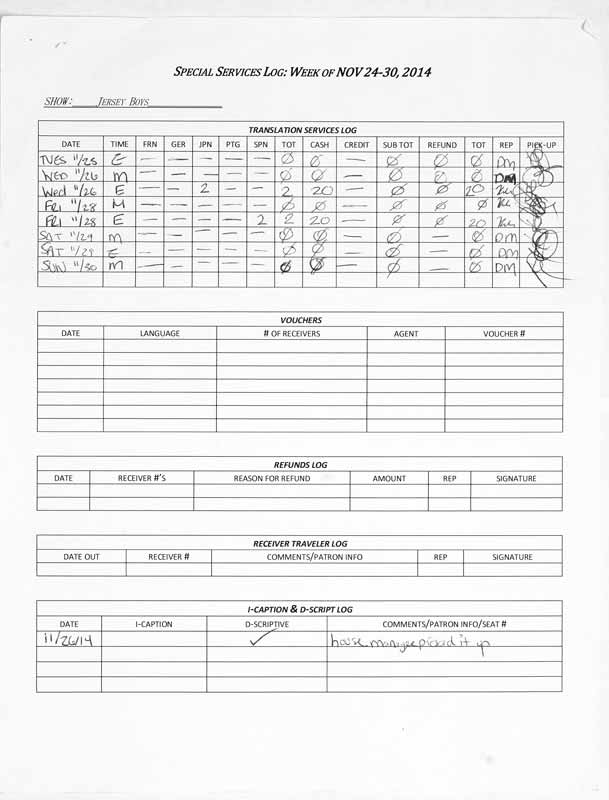 SPECIAL SERVICES LOG: WEEK OF NOV 24-30, 2014
SHOW: JERSEY BOYS
TRANSLATION SERVICES LOG
DATE TIME FRN GER JPN PTG SPN TOT CASH CREDIT SUB TOT REFUND TOT REP PICK-UP
TUES 11/25 E — — — — — Ø Ø — Ø Ø Ø DM
WED 11/26 M — — — — — Ø Ø — Ø Ø Ø DM
Wed 11/26 E — — 2 — — 2 20 — Ø Ø 20
FRI 11/28 M — — — — — Ø Ø — Ø Ø Ø
FRI 11/28 E — — — — 2 2 20 — Ø Ø 20
SAT 11/29 M — — — — — Ø Ø — Ø — Ø DM
SAT 11/29 E — — — — — Ø Ø — Ø — Ø DM
SUN 11/30 M — — — — — Ø Ø — Ø — Ø DM
VOUCHERS
DATE LANGUAGE # OF RECEIVERS AGENT VOUCHER #
REFUNDS LOG
DATE RECEIVER #'S REASON FOR REFUND AMOUNT REP SIGNATURE
RECEIVER TRAVELER LOG
DATE OUT RECEIVER # COMMENTS/PATRON INFO REP SIGNATURE
I-CAPTION & D-SCRIPT LOG
DATE I-CAPTION D-SCRIPTIVE COMMENTS/PATRON INFO/SEAT #
11/26/14 ✓ house it up